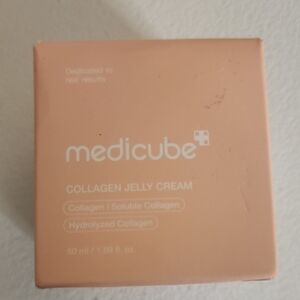 Dedicated to
real results
medicube
COLLAGEN JELLY CREAM
Collagen | Soluble Collagen
Hydrolyzed Collagen
50 ml / 1.69 fl. oz.